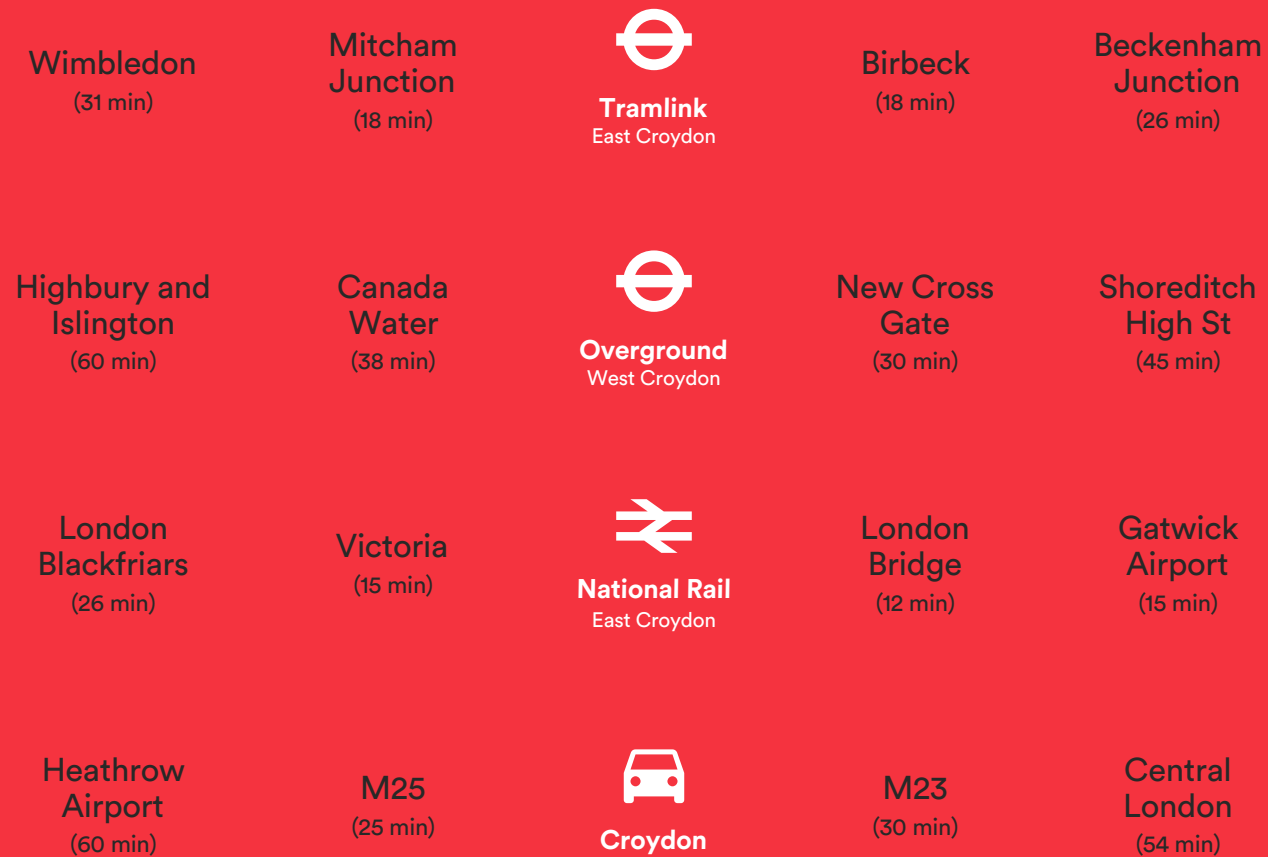 Wimbledon
(31 min)
Mitcham
Junction
(18 min)
Tramlink
East Croydon
Birbeck
(18 min)
Beckenham
Junction
(26 min)
Highbury and
Islington
(60 min)
Canada
Water
(38 min)
Overground
West Croydon
New Cross
Gate
(30 min)
Shoreditch
High St
(45 min)
London
Blackfriars
(26 min)
Victoria
(15 min)
National Rail
East Croydon
London
Bridge
(12 min)
Gatwick
Airport
(15 min)
Heathrow
Airport
(60 min)
M25
(25 min)
Croydon
M23
(30 min)
Central
London
(54 min)